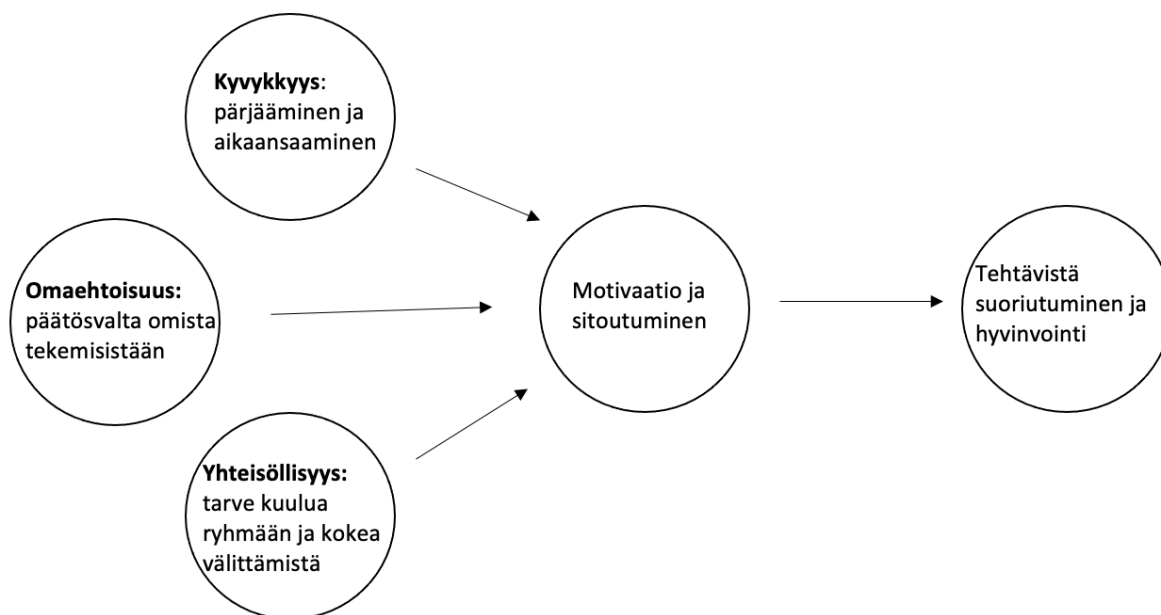 Kyvykkyys:
pärjääminen ja
aikaansaaminen
Omaehtoisuus:
päätösvalta omista
tekemisistään
Yhteisöllisyys:
tarve kuulua
ryhmään ja kokea
välittämistä
Motivaatio ja
sitoutuminen
Tehtävistä
suoriutuminen ja
hyvinvointi